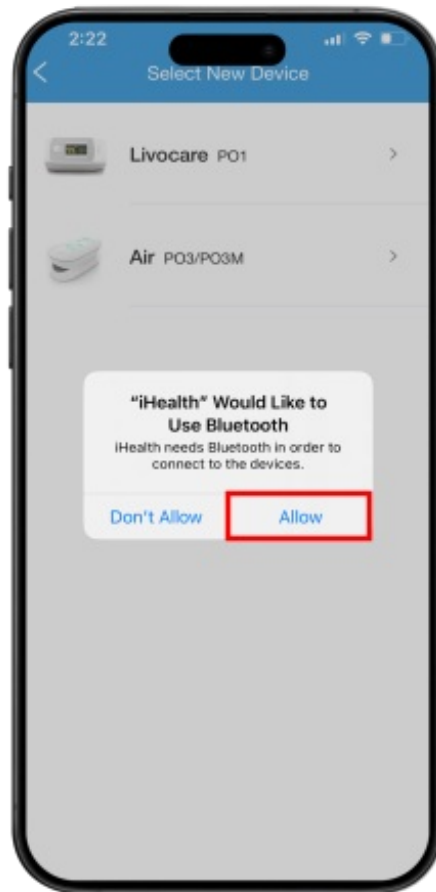 2:22
Select New Device
Livocare PO1
Air PO3/PO3M
“iHealth” Would Like to
Use Bluetooth
iHealth needs Bluetooth in order to
connect to the devices.
Don't Allow
Allow